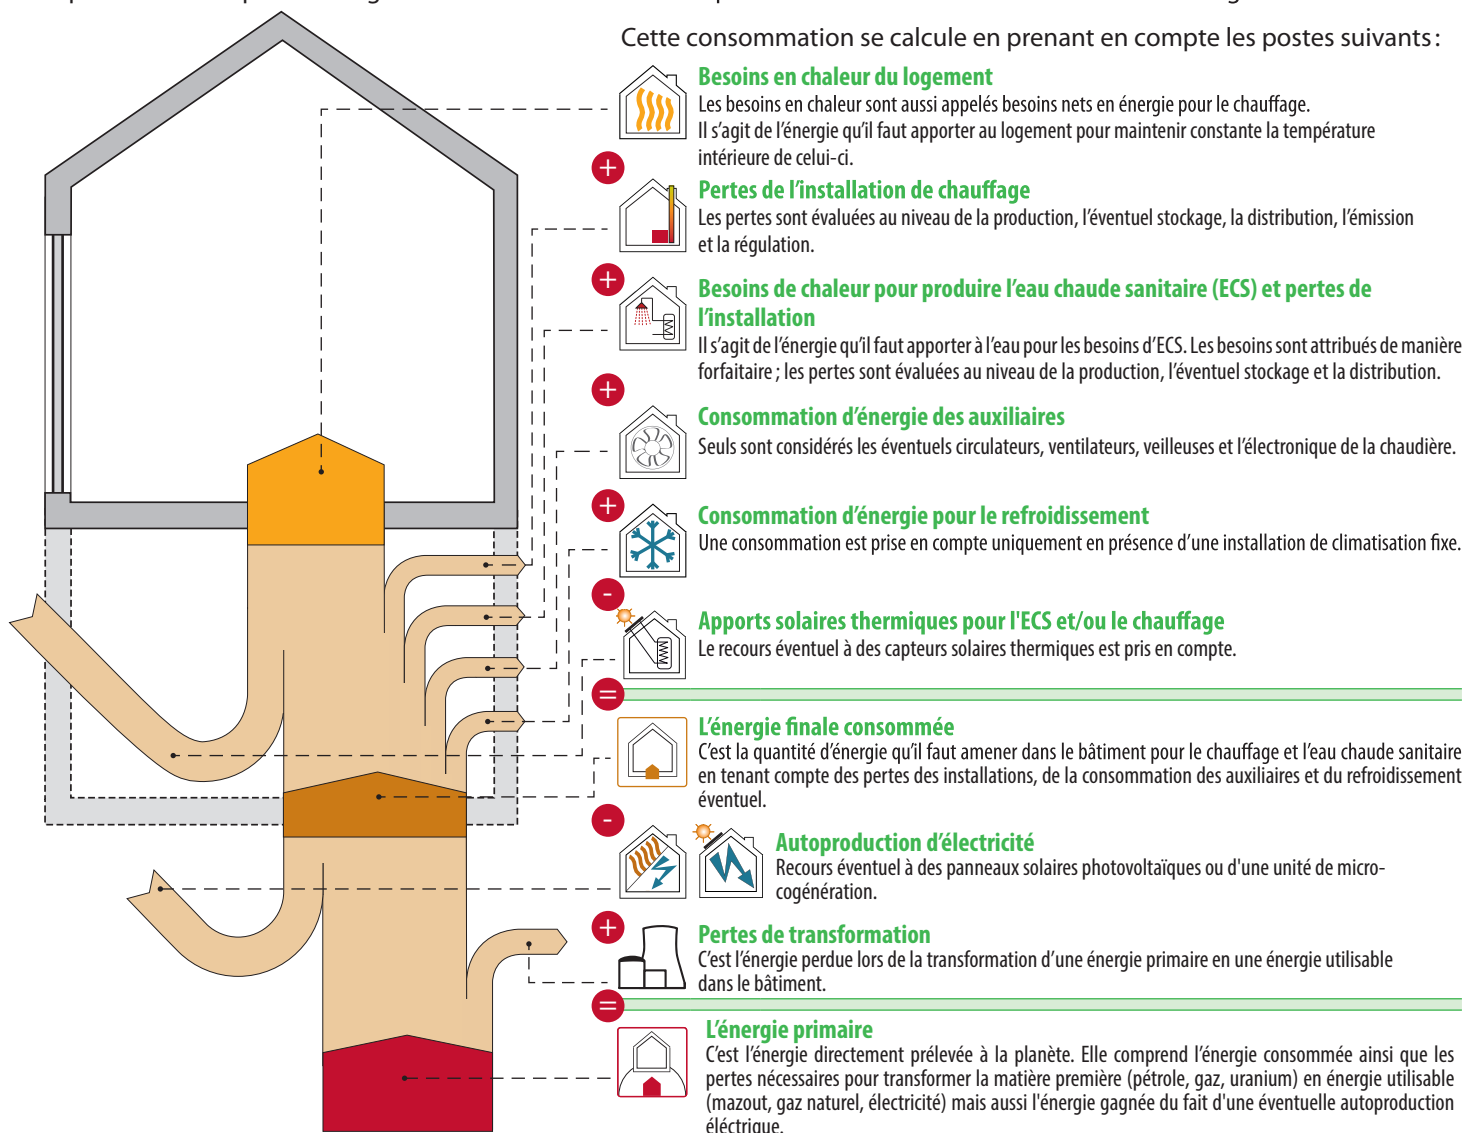 Cette consommation se calcule en prenant en compte les postes suivants :
Besoins en chaleur du logement
Les besoins en chaleur sont aussi appelés besoins nets en énergie pour le chauffage.
Il s'agit de l'énergie qu'il faut apporter au logement pour maintenir constante la température
intérieure de celui-ci.
+
Pertes de l'installation de chauffage
Les pertes sont évaluées au niveau de la production, l'éventuel stockage, la distribution, l'émission
et la régulation.
+
Besoins de chaleur pour produire l'eau chaude sanitaire (ECS) et pertes de
l'installation
Il s'agit de l'énergie qu'il faut apporter à l'eau pour les besoins d'ECS. Les besoins sont attribués de manière
forfaitaire ; les pertes sont évaluées au niveau de la production, l'éventuel stockage et la distribution.
+
Consommation d'énergie des auxiliaires
Seuls sont considérés les éventuels circulateurs, ventilateurs, veilleuses et l'électronique de la chaudière.
+
Consommation d'énergie pour le refroidissement
Une consommation est prise en compte uniquement en présence d'une installation de climatisation fixe.
-
Apports solaires thermiques pour l'ECS et/ou le chauffage
Le recours éventuel à des capteurs solaires thermiques est pris en compte.
=
L'énergie finale consommée
C'est la quantité d'énergie qu'il faut amener dans le bâtiment pour le chauffage et l'eau chaude sanitaire
en tenant compte des pertes des installations, de la consommation des auxiliaires et du refroidissement
éventuel.
-
Autoproduction d'électricité
Recours éventuel à des panneaux solaires photovoltaïques ou d'une unité de micro-
cogénération.
+
Pertes de transformation
C'est l'énergie perdue lors de la transformation d'une énergie primaire en une énergie utilisable
dans le bâtiment.
=
L'énergie primaire
C'est l'énergie directement prélevée à la planète. Elle comprend l'énergie consommée ainsi que les
pertes nécessaires pour transformer la matière première (pétrole, gaz, uranium) en énergie utilisable
(mazout, gaz naturel, électricité) mais aussi l'énergie gagnée du fait d'une éventuelle autoproduction
éléctrique.